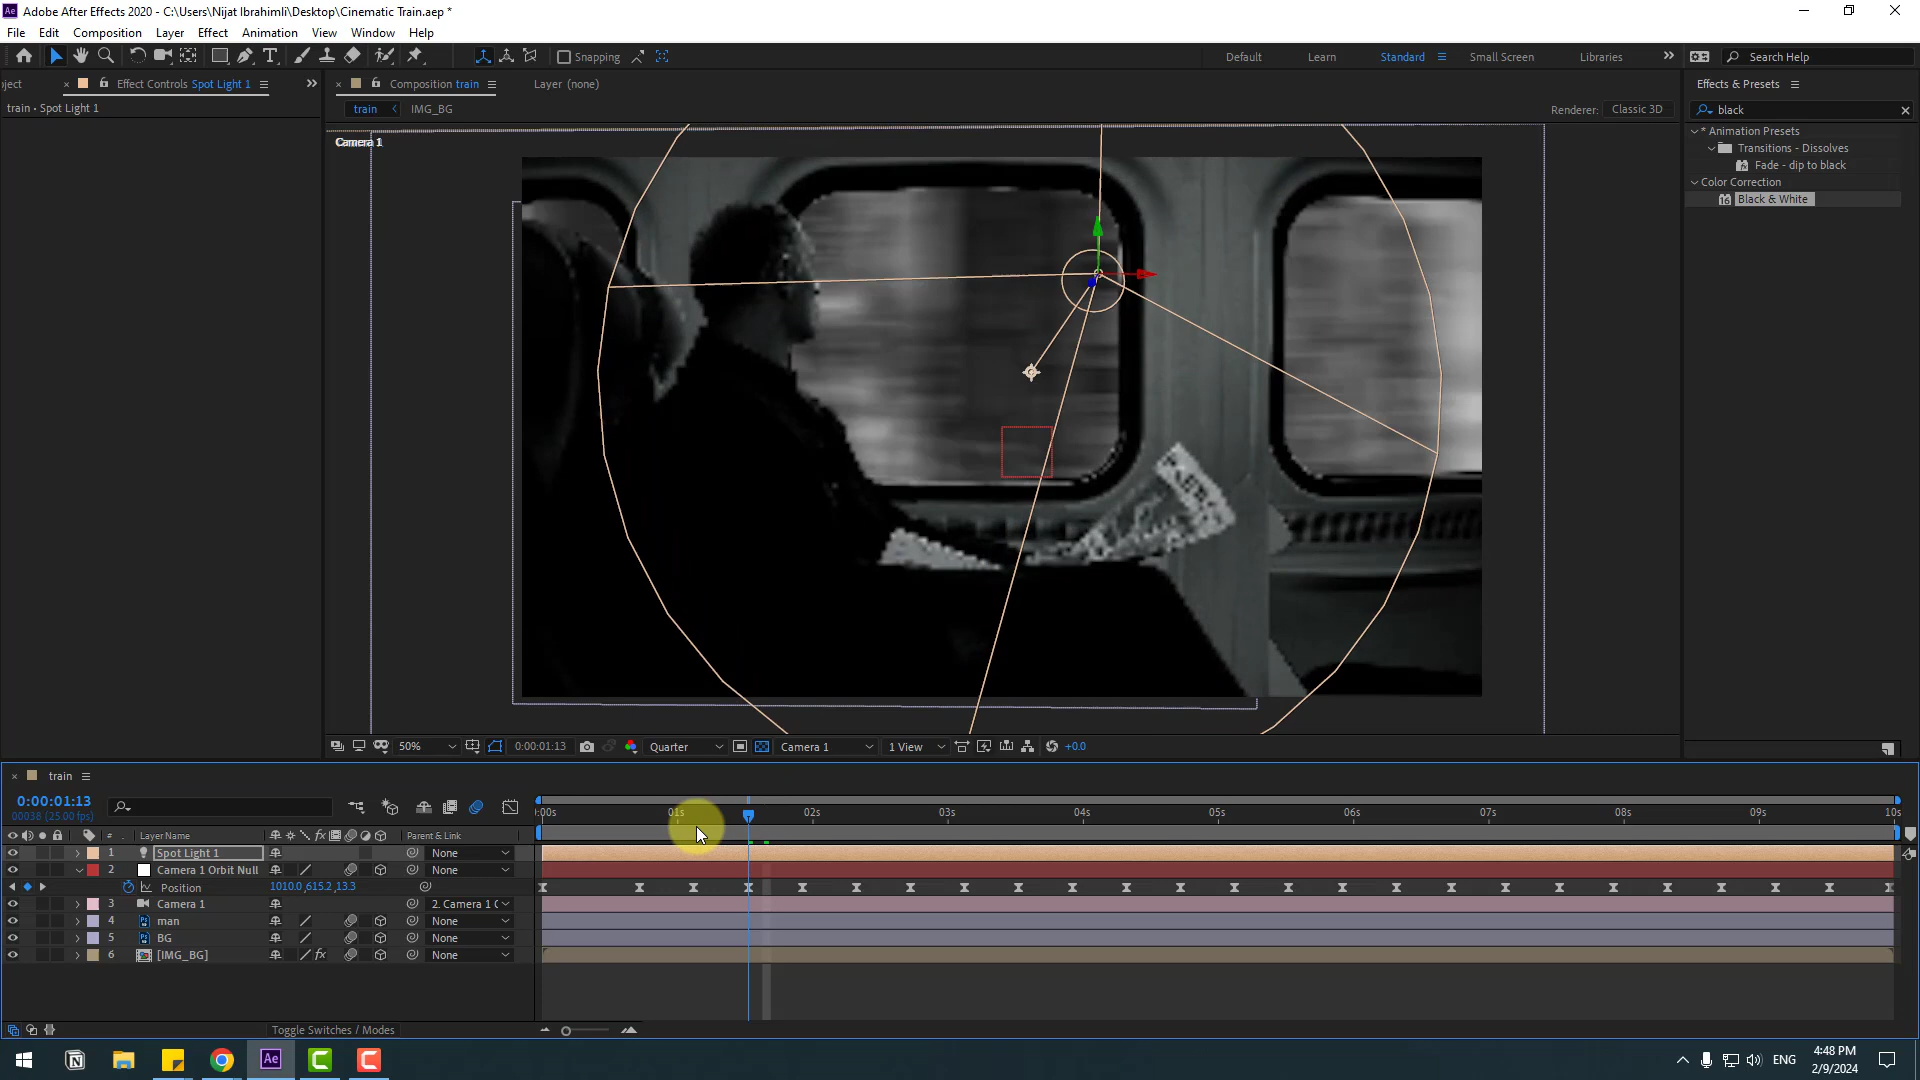 Adobe After Effects 2020 - C:\Users\Nijat Ibrahimli\Desktop\Cinematic Train.aep *
File Edit Composition Layer Effect Animation View Window Help
Snapping Default Learn Standard Small Screen Libraries Search Help
ject Effect Controls Spot Light 1 Composition train Layer (none) Effects & Presets
train • Spot Light 1 train IMG_BG Renderer: Classic 3D black
Camera 1
* Animation Presets
Transitions - Dissolves
Fade - dip to black
Color Correction
Black & White
50% 0:00:01:13 Quarter Camera 1 1 View +0.0
train
0:00:01:13
00038 (25.00 fps)
:00s 01s 02s 03s 04s 05s 06s 07s 08s 09s 10s
# Layer Name Parent & Link
1 Spot Light 1 None
2 Camera 1 Orbit Null None
Position 1010.0,615.2,13.3
3 Camera 1 2. Camera 1 O
4 man None
5 BG None
6 [IMG_BG] None
Toggle Switches / Modes
ENG 4:48 PM
2/9/2024